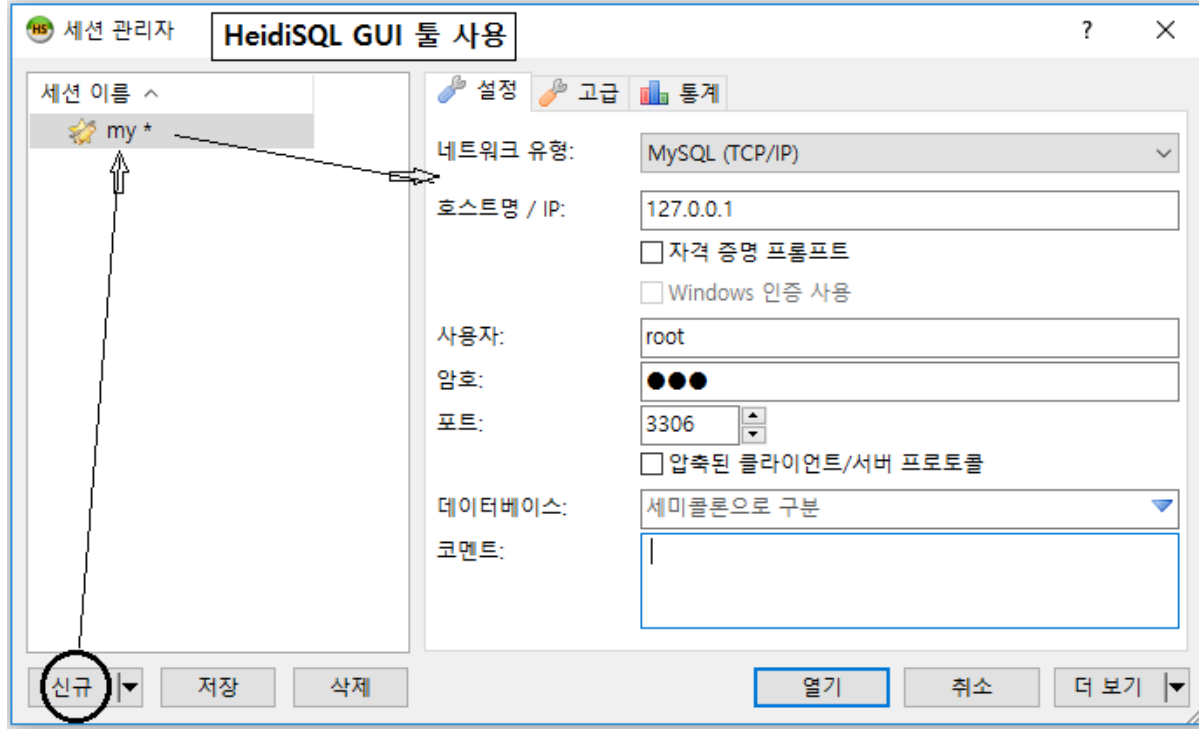 HS 세션 관리자
HeidiSQL GUI 툴 사용
?
세션 이름
my *
설정 고급 통계
네트워크 유형: MySQL (TCP/IP)
호스트명 / IP: 127.0.0.1
자격 증명 프롬프트
Windows 인증 사용
사용자: root
암호: ●●●
포트: 3306
압축된 클라이언트/서버 프로토콜
데이터베이스: 세미콜론으로 구분
코멘트:
신규 저장 삭제 열기 취소 더 보기